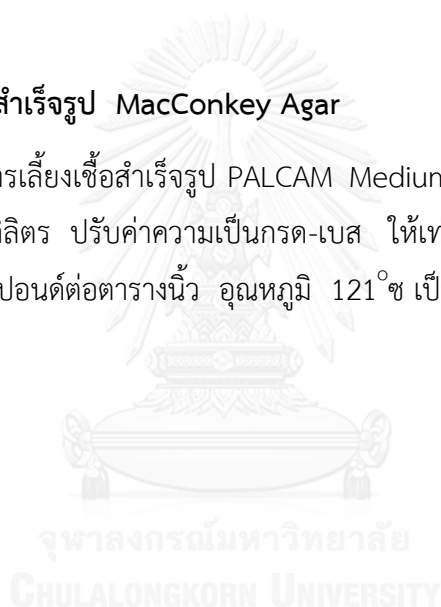 สำเร็จรูป MacConkey Agar
ารเลี้ยงเชื้อสำเร็จรูป PALCAM Medium
ลิตร ปรับค่าความเป็นกรด-เบส ให้เท
ปอนด์ต่อตารางนิ้ว อุณหภูมิ 121°ซ เป็
จุฬาลงกรณ์มหาวิทยาลัย
CHULALONGKORN UNIVERSITY